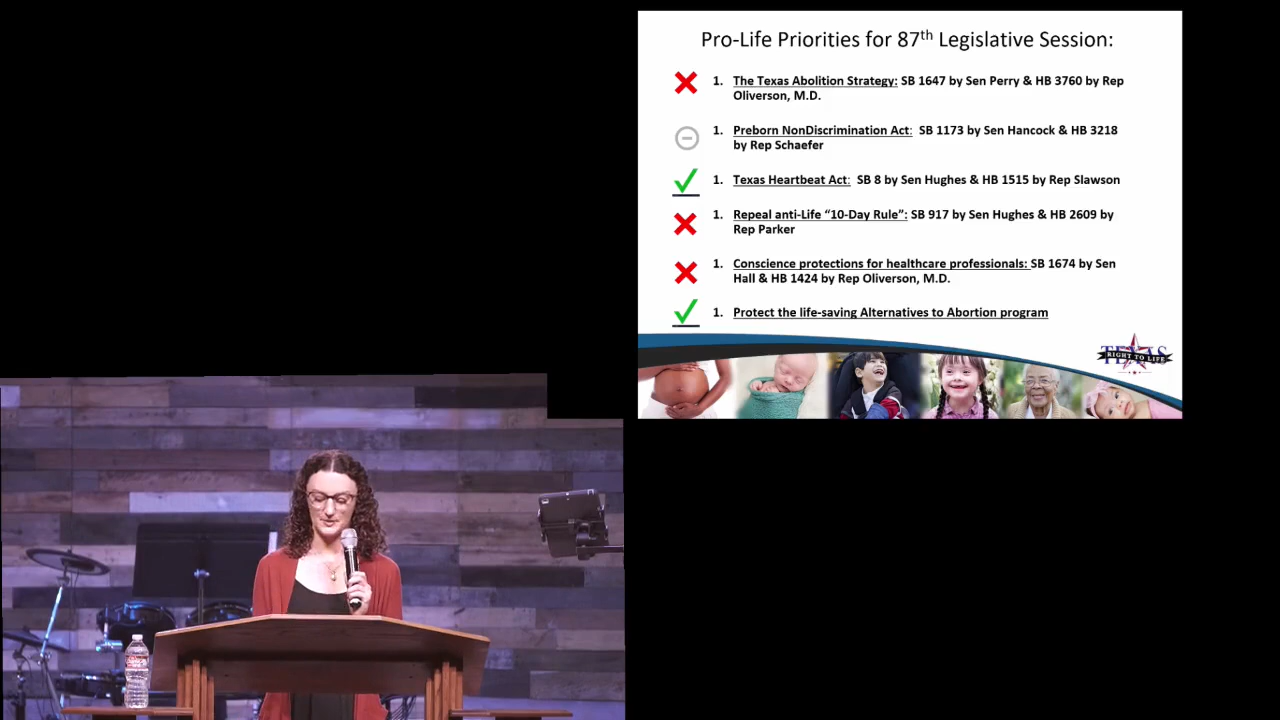 Pro-Life Priorities for 87th Legislative Session:
1. The Texas Abolition Strategy: SB 1647 by Sen Perry & HB 3760 by Rep
Oliverson, M.D.
1. Preborn NonDiscrimination Act: SB 1173 by Sen Hancock & HB 3218
by Rep Schaefer
1. Texas Heartbeat Act: SB 8 by Sen Hughes & HB 1515 by Rep Slawson
1. Repeal anti-Life “10-Day Rule”: SB 917 by Sen Hughes & HB 2609 by
Rep Parker
1. Conscience protections for healthcare professionals: SB 1674 by Sen
Hall & HB 1424 by Rep Oliverson, M.D.
1. Protect the life-saving Alternatives to Abortion program
TEXAS
RIGHT TO LIFE